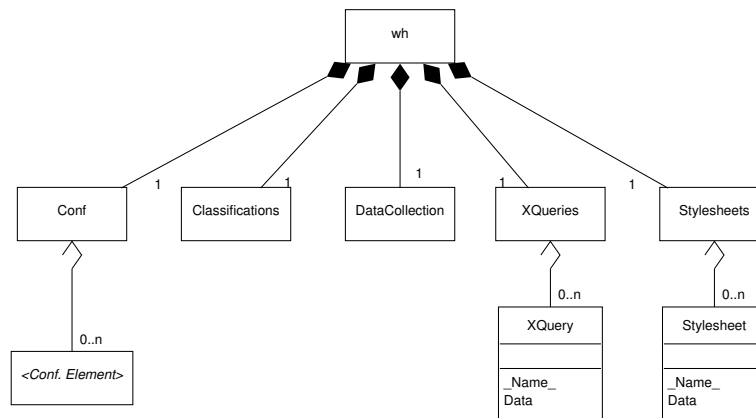 wh
1
1
1
1
1
Conf
Classifications
DataCollection
XQueries
Stylesheets
0..n
0..n
0..n
<Conf. Element>
XQuery
Stylesheet
_Name_
Data
_Name_
Data